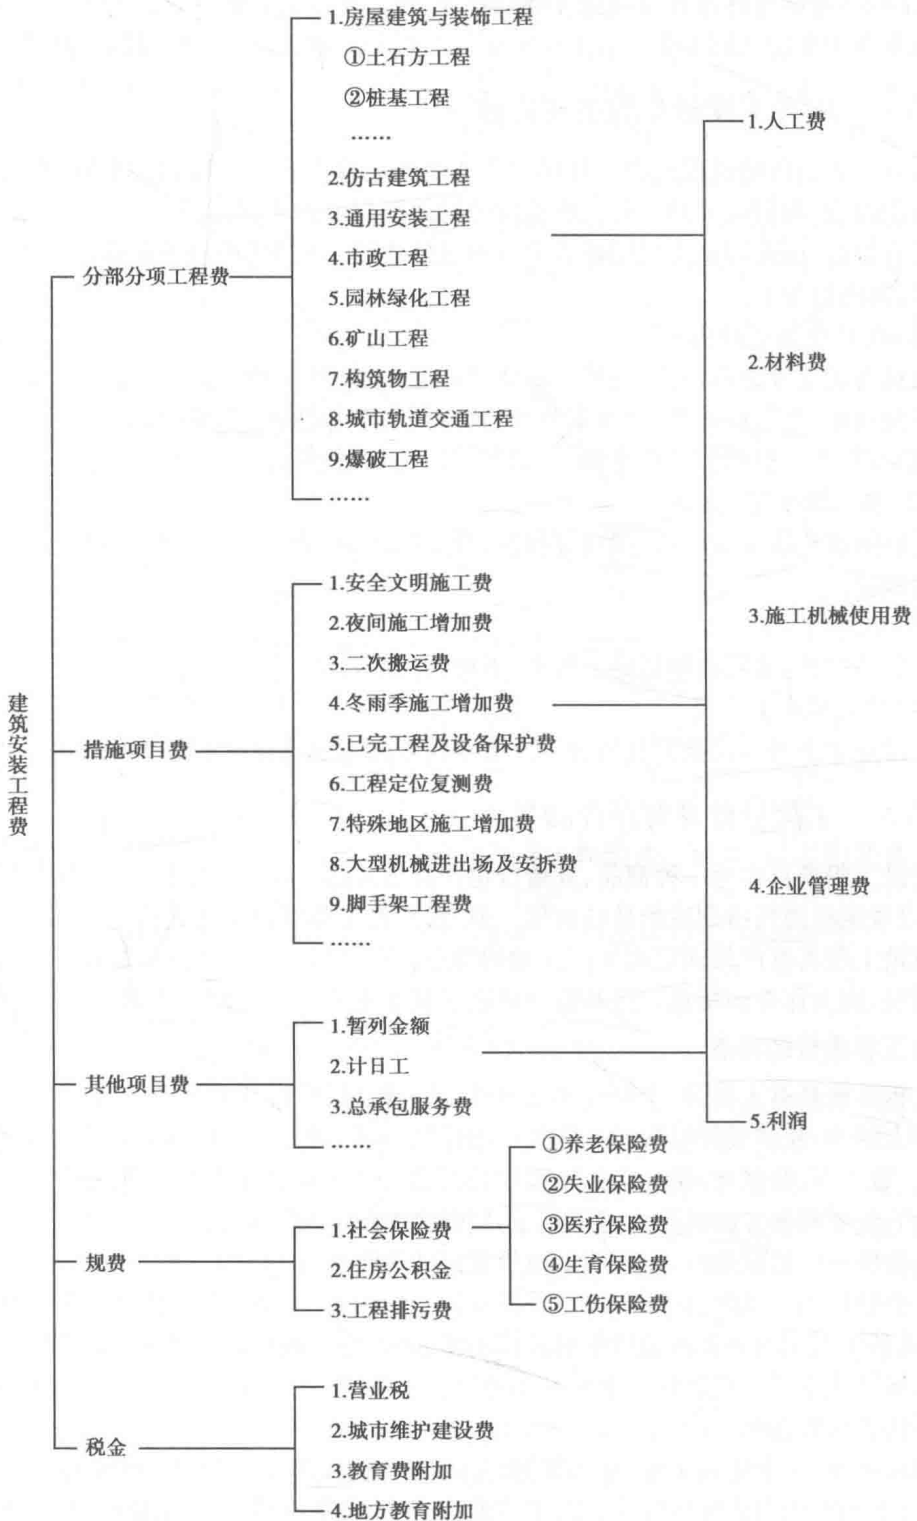 建筑安装工程费
分部分项工程费
1.房屋建筑与装饰工程
①土石方工程
②桩基工程
……
2.仿古建筑工程
3.通用安装工程
4.市政工程
5.园林绿化工程
6.矿山工程
7.构筑物工程
8.城市轨道交通工程
9.爆破工程
……
措施项目费
1.安全文明施工费
2.夜间施工增加费
3.二次搬运费
4.冬雨季施工增加费
5.已完工程及设备保护费
6.工程定位复测费
7.特殊地区施工增加费
8.大型机械进出场及安拆费
9.脚手架工程费
……
其他项目费
1.暂列金额
2.计日工
3.总承包服务费
……
1.人工费
2.材料费
3.施工机械使用费
4.企业管理费
5.利润
规费
1.社会保险费
①养老保险费
②失业保险费
③医疗保险费
④生育保险费
⑤工伤保险费
2.住房公积金
3.工程排污费
税金
1.营业税
2.城市维护建设费
3.教育费附加
4.地方教育附加